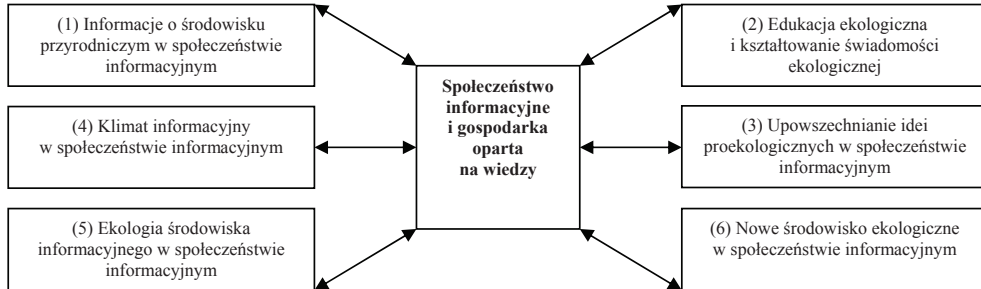 (1) Informacje o środowisku
przyrodniczym w społeczeństwie
informacyjnym
(2) Edukacja ekologiczna
i kształtowanie świadomości
ekologicznej
Społeczeństwo
informacyjne
i gospodarka
oparta
na wiedzy
(4) Klimat informacyjny
w społeczeństwie informacyjnym
(3) Upowszechnianie idei
proekologicznych w społeczeństwie
informacyjnym
(5) Ekologia środowiska
informacyjnego w społeczeństwie
informacyjnym
(6) Nowe środowisko ekologiczne
w społeczeństwie informacyjnym